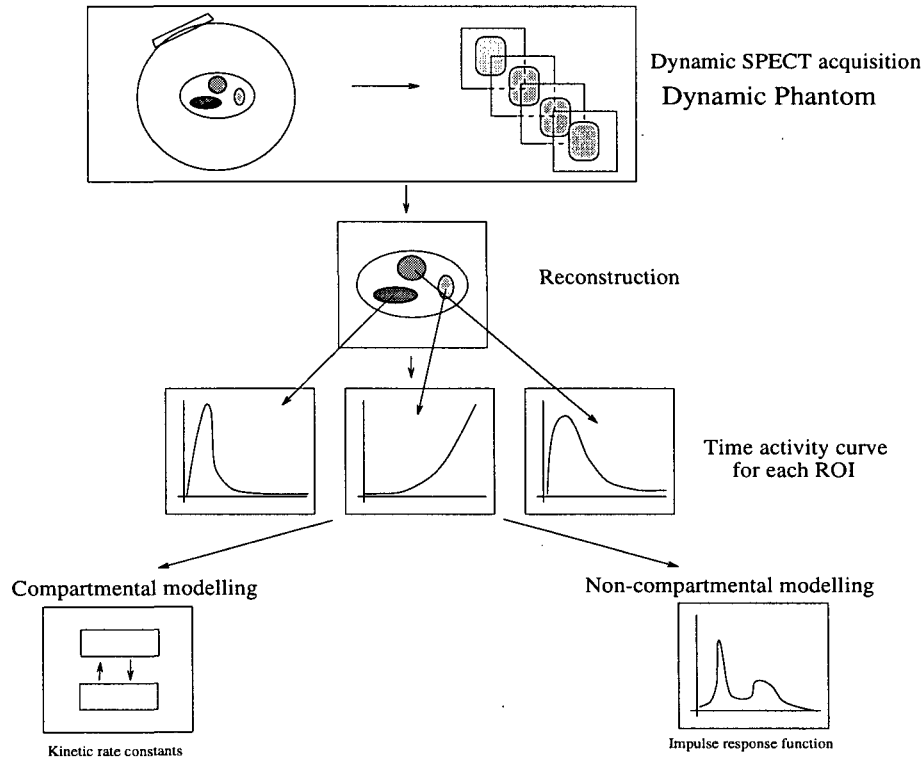 Dynamic SPECT acquisition
Dynamic Phantom
Reconstruction
Time activity curve
for each ROI
Compartmental modelling
Non-compartmental modelling
Kinetic rate constants
Impulse response function